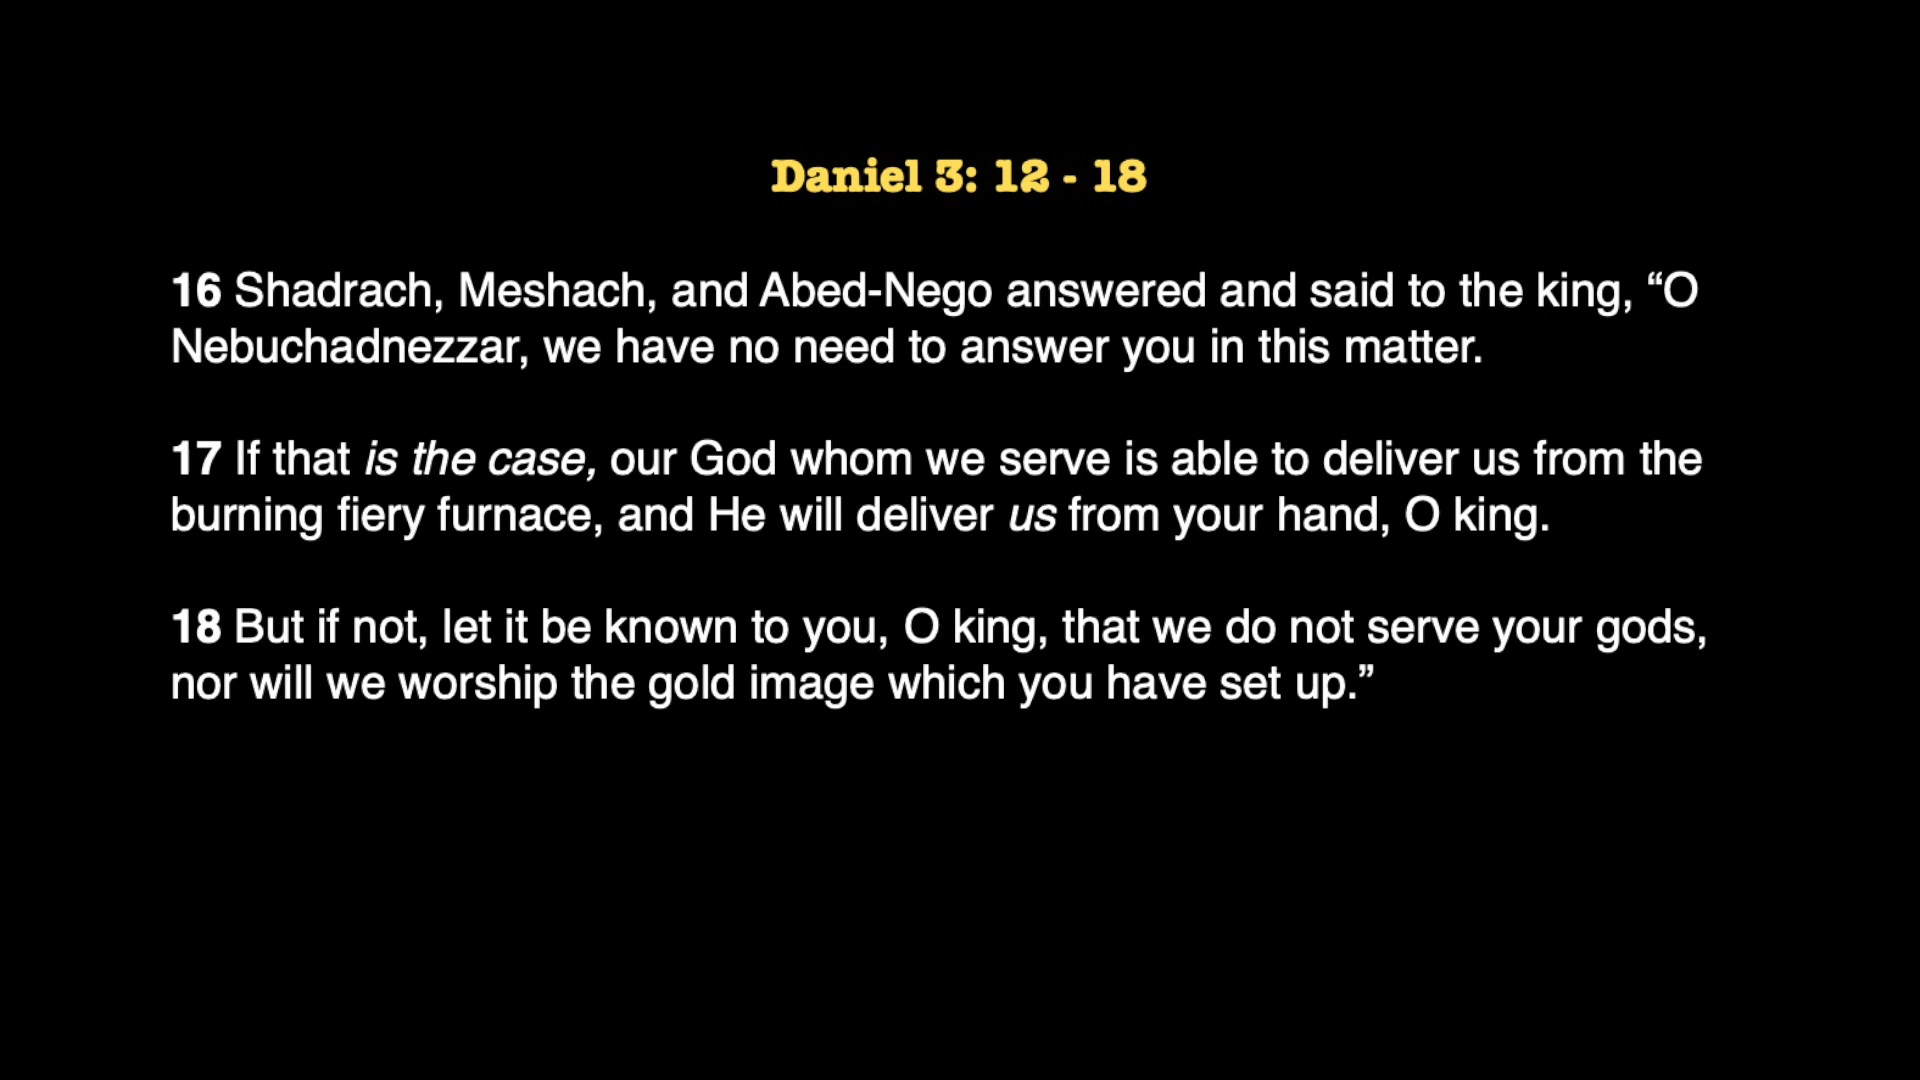 Daniel 3: 12 - 18
16 Shadrach, Meshach, and Abed-Nego answered and said to the king, “O
Nebuchadnezzar, we have no need to answer you in this matter.
17 If that is the case, our God whom we serve is able to deliver us from the
burning fiery furnace, and He will deliver us from your hand, O king.
18 But if not, let it be known to you, O king, that we do not serve your gods,
nor will we worship the gold image which you have set up.”